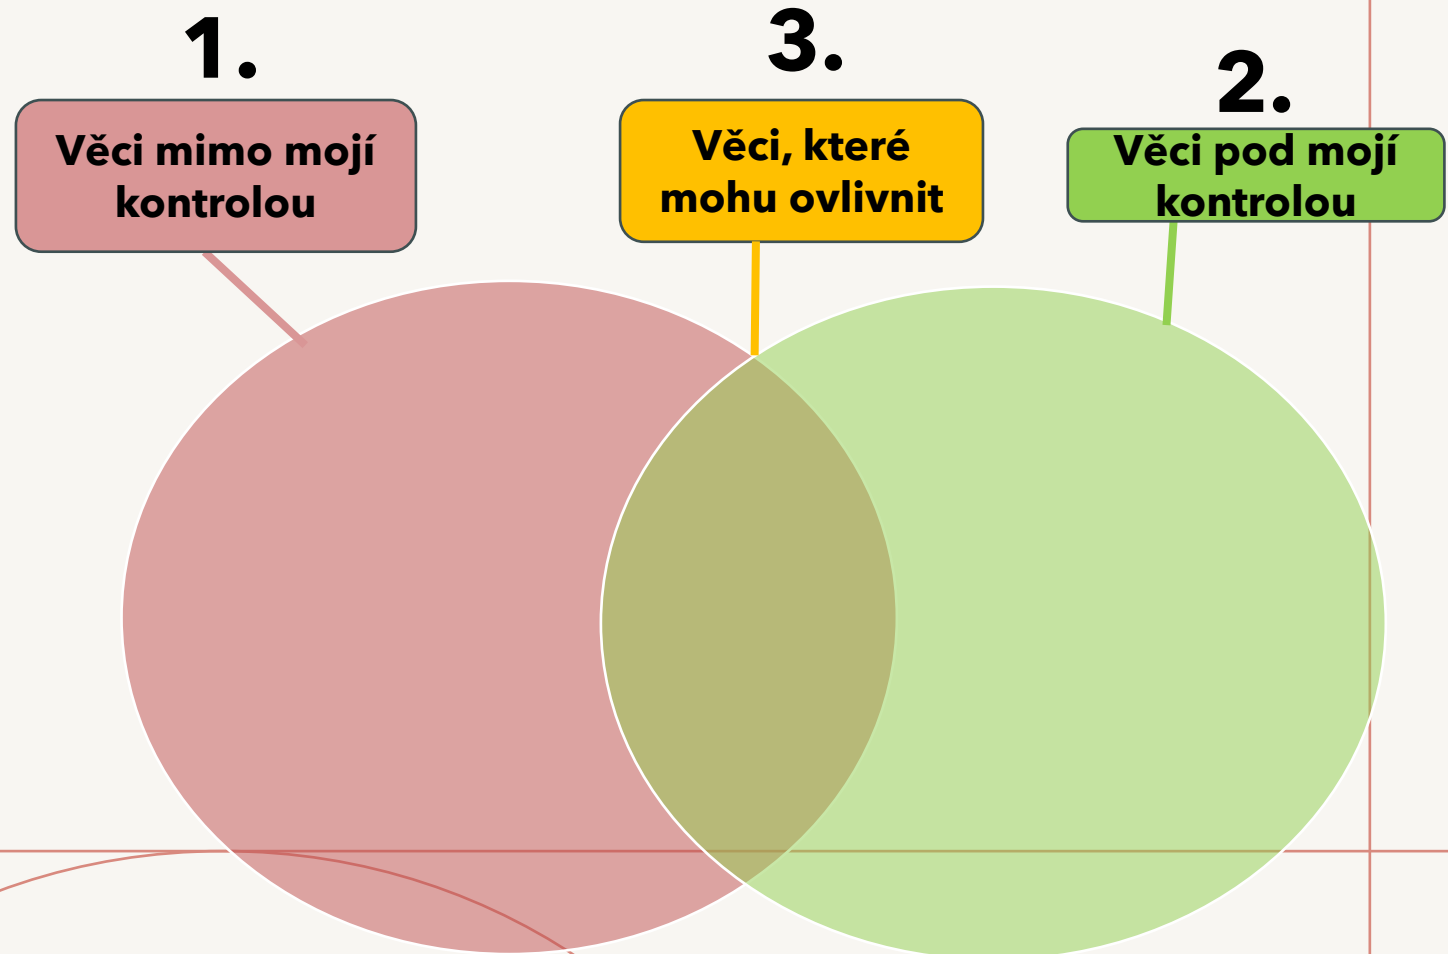 1.
Věci mimo mojí
kontrolou
3.
Věci, které
mohu ovlivnit
2.
Věci pod mojí
kontrolou